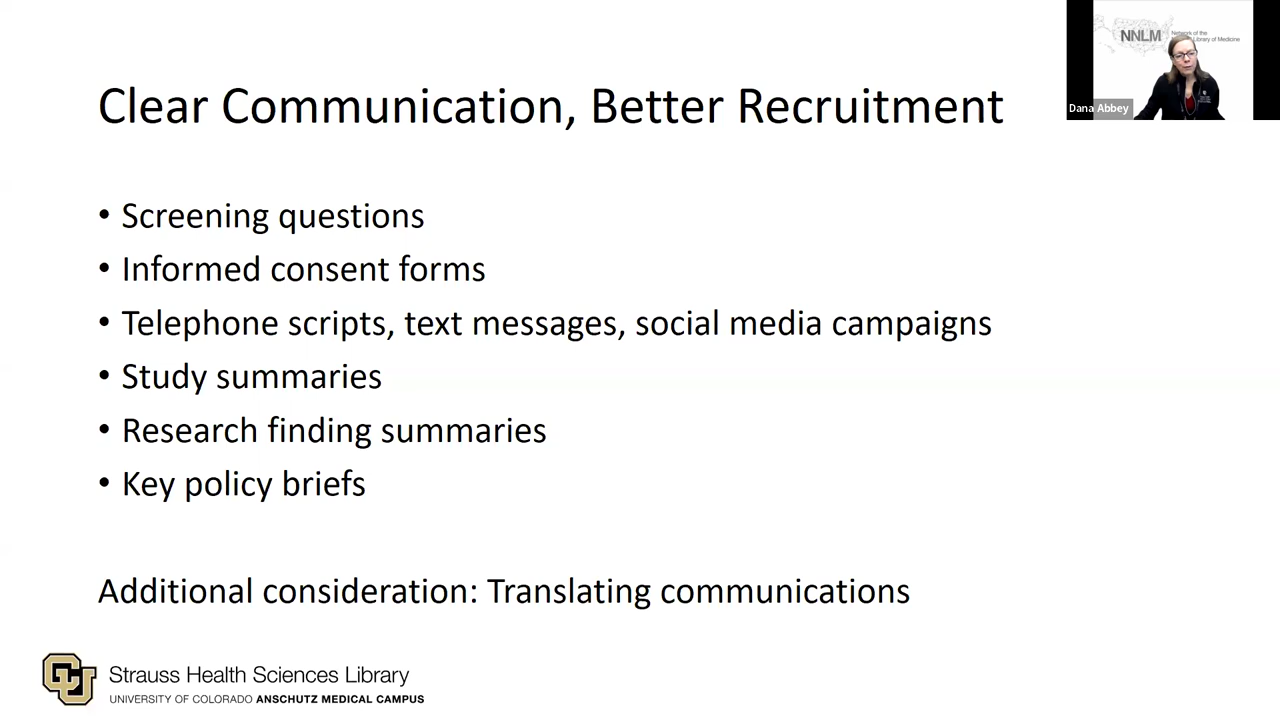 NNLM
Network of the
Library of Medicine
Dana Abbey
Clear Communication, Better Recruitment
• Screening questions
• Informed consent forms
• Telephone scripts, text messages, social media campaigns
• Study summaries
• Research finding summaries
• Key policy briefs
Additional consideration: Translating communications
CU
Strauss Health Sciences Library
UNIVERSITY OF COLORADO ANSCHUTZ MEDICAL CAMPUS